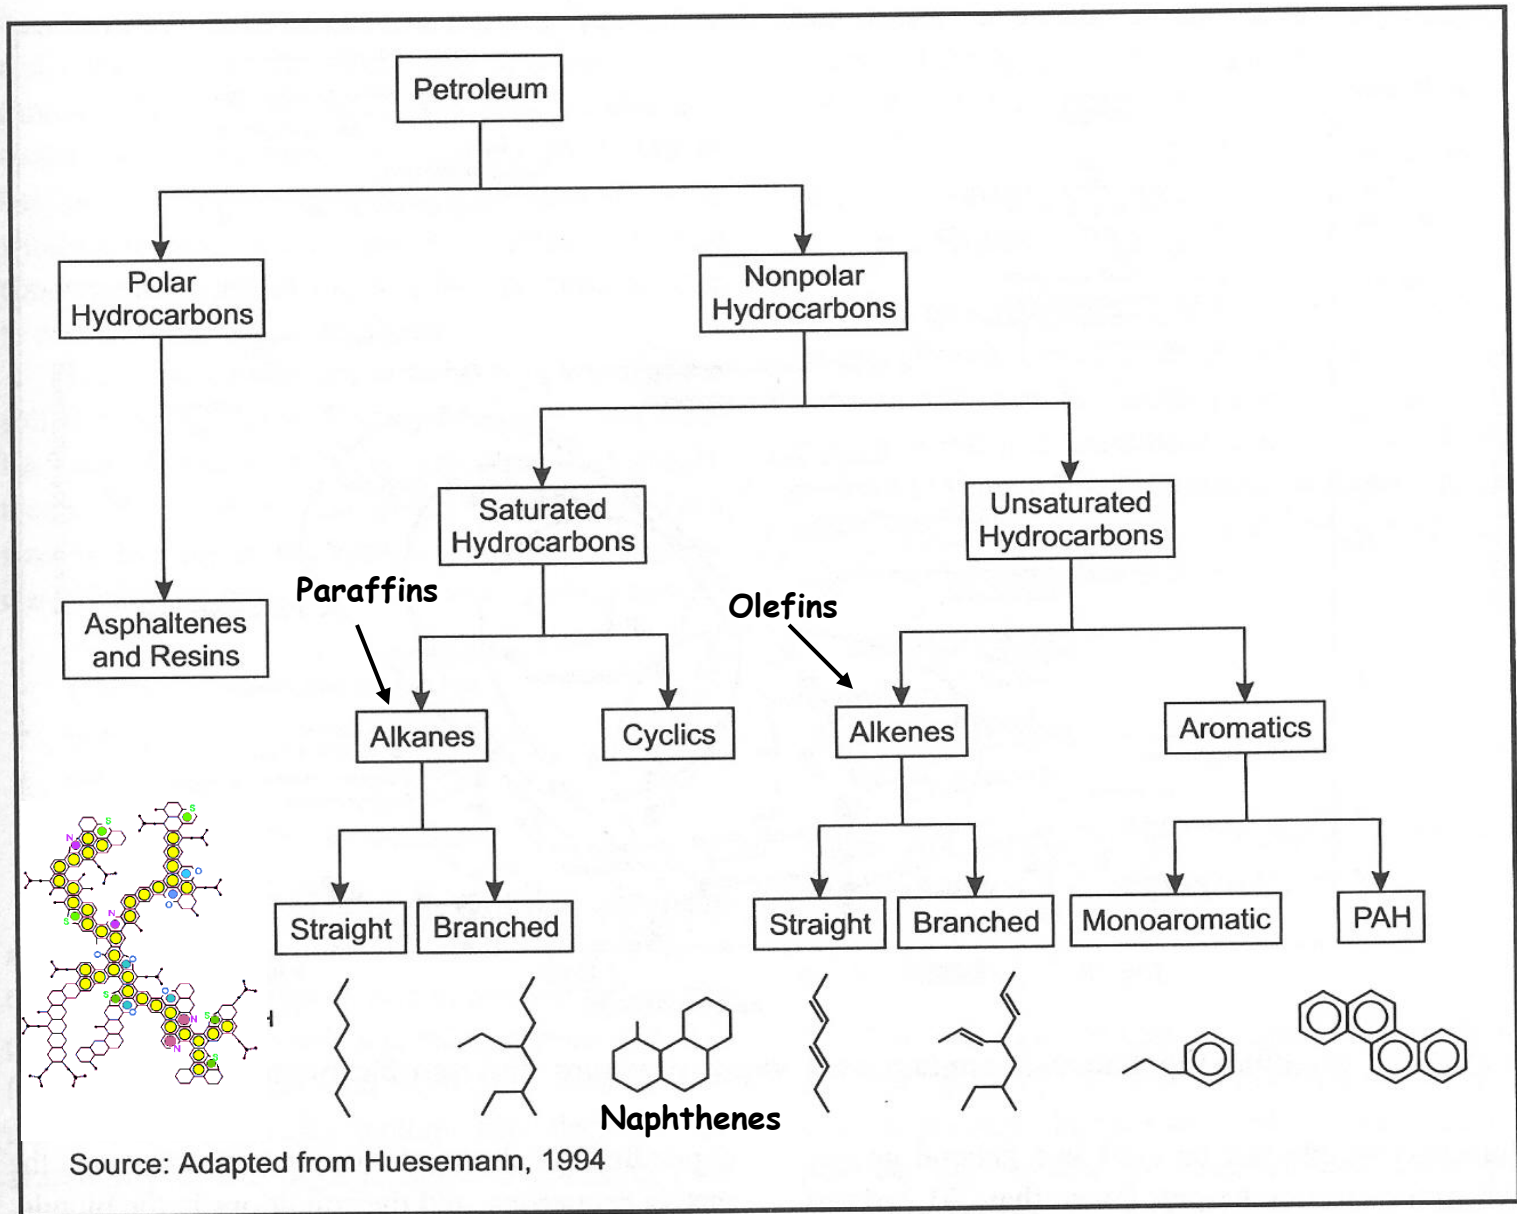 Petroleum
Polar
Hydrocarbons
Nonpolar
Hydrocarbons
Saturated
Hydrocarbons
Unsaturated
Hydrocarbons
Paraffins
Olefins
Asphaltenes
and Resins
Alkanes
Cyclics
Alkenes
Aromatics
Straight
Branched
Straight
Branched
Monoaromatic
PAH
S
S
N
O
O
S
N
O
O
S
O
O
N
S
N
S
H
Naphthenes
Source: Adapted from Huesemann, 1994